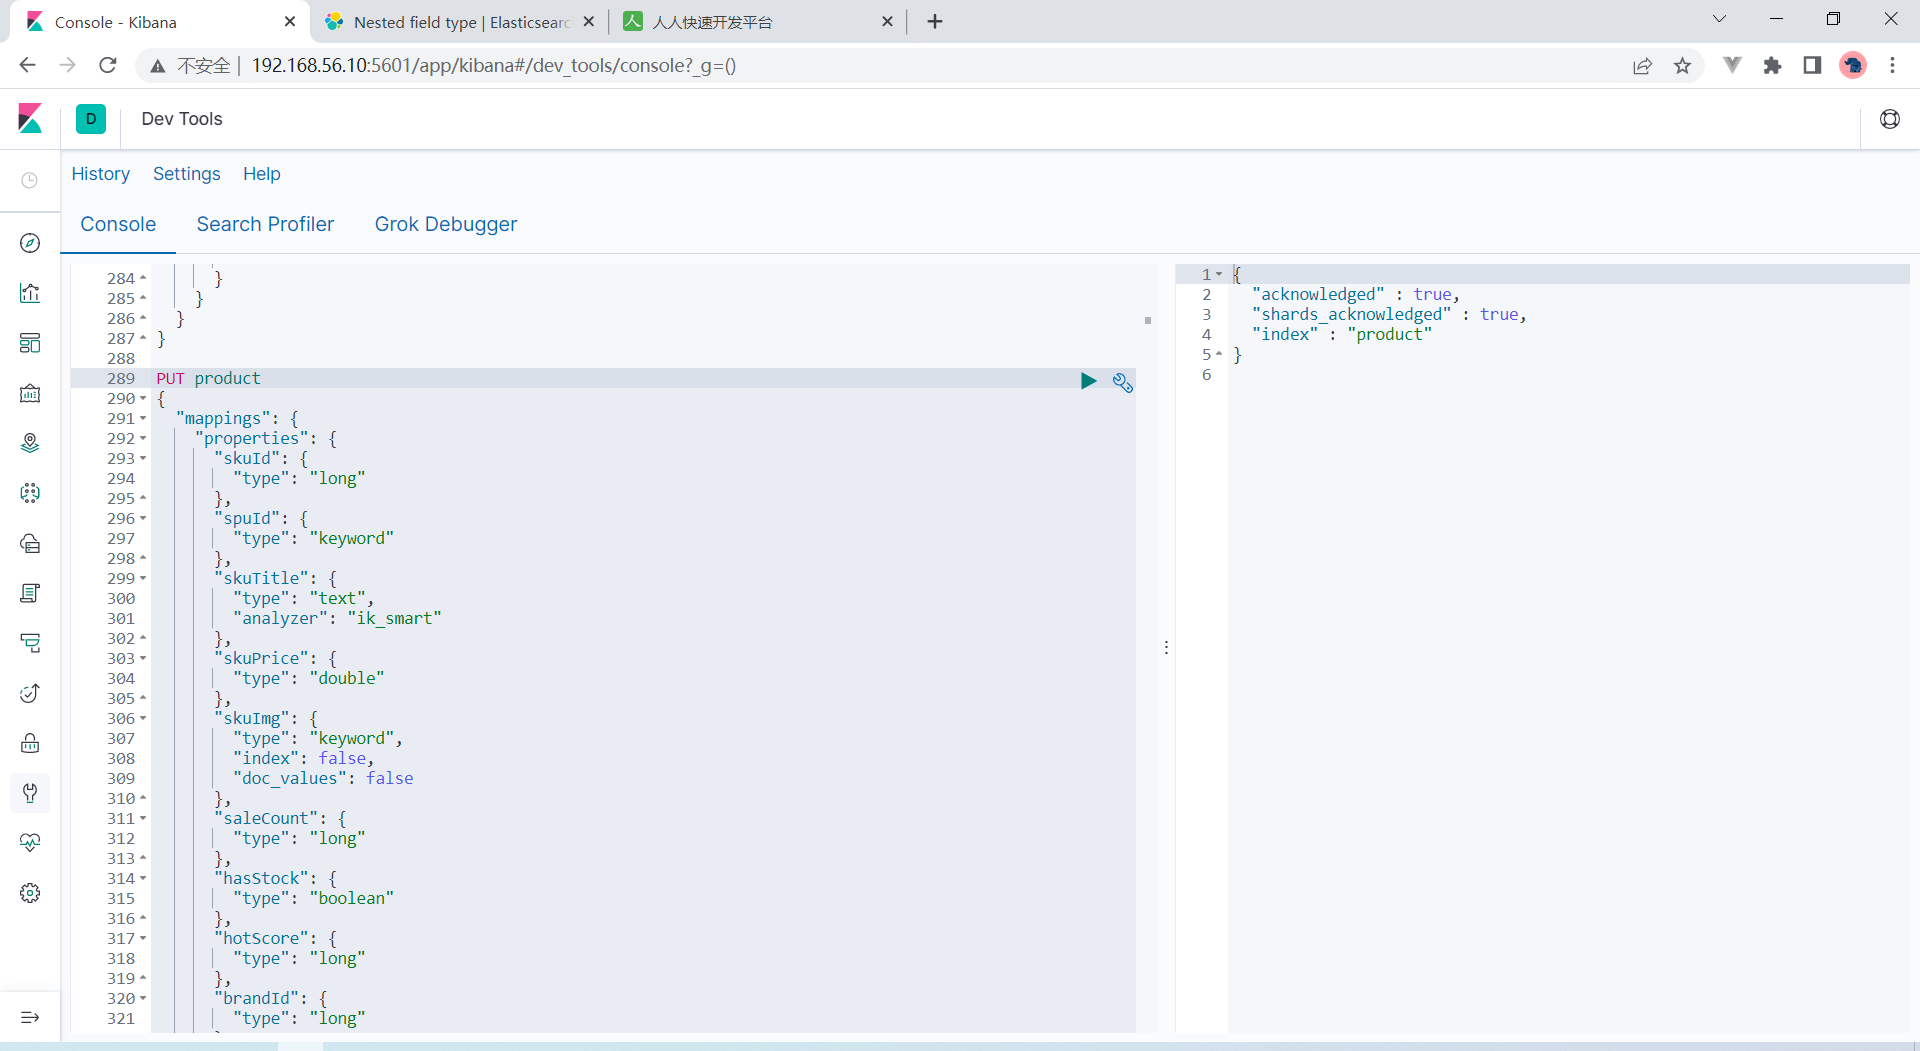 Console - Kibana
Nested field type | Elasticsearc
人人快速开发平台
不安全 | 192.168.56.10:5601/app/kibana#/dev_tools/console?_g=()
D
Dev Tools
History Settings Help
Console Search Profiler Grok Debugger
284 }
285 }
286 }
287 }
288
289 PUT product
290 {
291 "mappings": {
292 "properties": {
293 "skuId": {
294 "type": "long"
295 },
296 "spuId": {
297 "type": "keyword"
298 },
299 "skuTitle": {
300 "type": "text",
301 "analyzer": "ik_smart"
302 },
303 "skuPrice": {
304 "type": "double"
305 },
306 "skuImg": {
307 "type": "keyword",
308 "index": false,
309 "doc_values": false
310 },
311 "saleCount": {
312 "type": "long"
313 },
314 "hasStock": {
315 "type": "boolean"
316 },
317 "hotScore": {
318 "type": "long"
319 },
320 "brandId": {
321 "type": "long"
1 {
2 "acknowledged" : true,
3 "shards_acknowledged" : true,
4 "index" : "product"
5 }
6